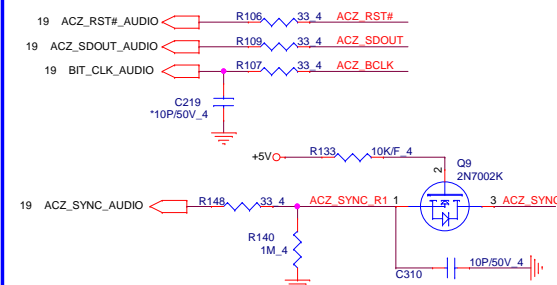 19 ACZ_RST#_AUDIO R106 33_4 ACZ_RST#
19 ACZ_SDOUT_AUDIO R109 33_4 ACZ_SDOUT
19 BIT_CLK_AUDIO R107 33_4 ACZ_BCLK
C219
*10P/50V_4
+5V R133 10K/F_4
Q9
2N7002K
2
19 ACZ_SYNC_AUDIO R148 33_4 ACZ_SYNC_R1 1 3 ACZ_SYNC
R140
1M_4
C310 10P/50V_4